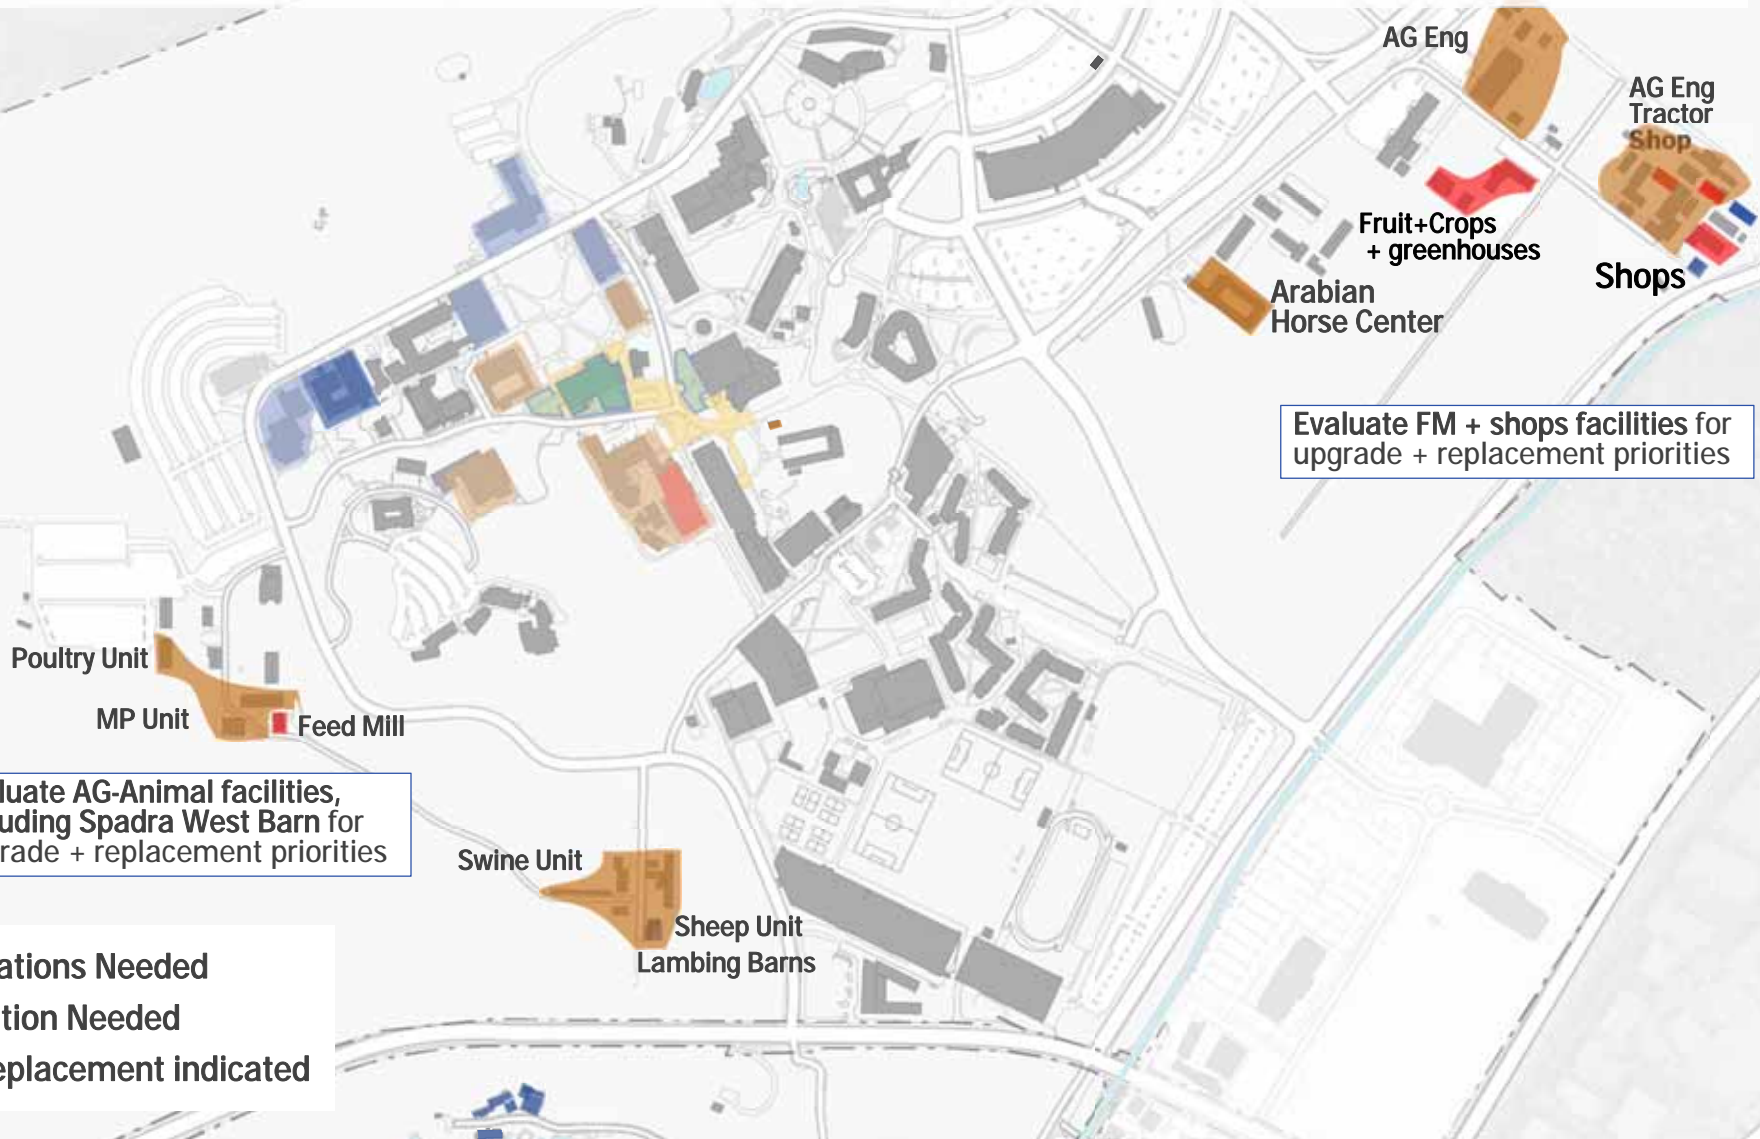 AG Eng
AG Eng
Tractor
Shop
Fruit+Crops
+ greenhouses
Shops
Arabian
Horse Center
Evaluate FM + shops facilities for
upgrade + replacement priorities
Poultry Unit
MP Unit
Feed Mill
luate AG-Animal facilities,
uding Spadra West Barn for
rade + replacement priorities
Swine Unit
Sheep Unit
Lambing Barns
ations Needed
tion Needed
eplacement indicated